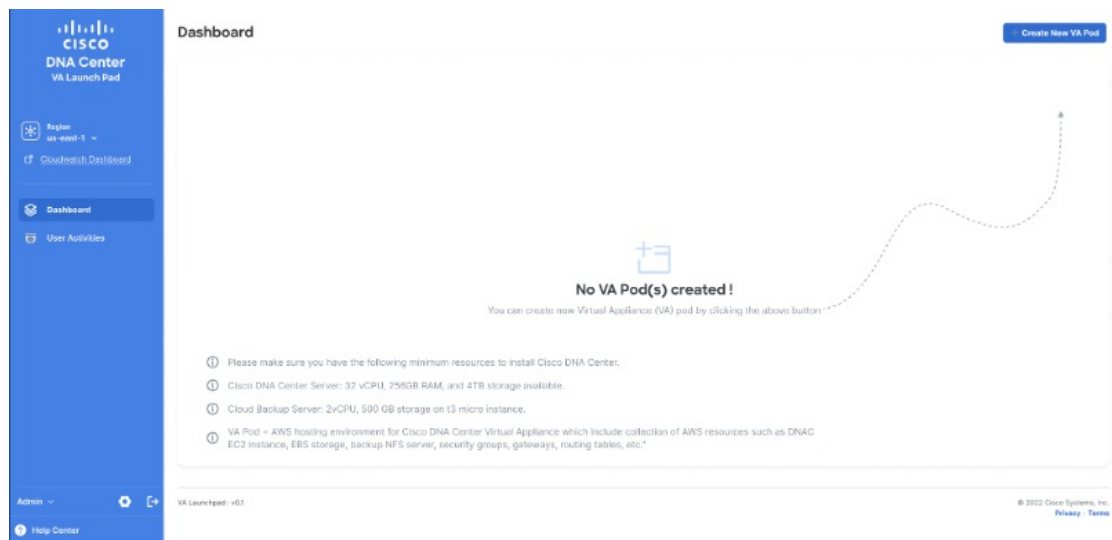 CISCO
DNA Center
VA Launch Pad
Region
us-east-1
Cloudwatch Dashboard
Dashboard
User Activities
Admin
Help Center
Dashboard
Create New VA Pod
No VA Pod(s) created !
You can create new Virtual Appliance (VA) pod by clicking the above button
Please make sure you have the following minimum resources to install Cisco DNA Center.
Cisco DNA Center Server: 32 vCPU, 256GB RAM, and 4TB storage available.
Cloud Backup Server: 2vCPU, 500 GB storage on t3 micro instance.
VA Pod = AWS hosting environment for Cisco DNA Center Virtual Appliance which include collection of AWS resources such as DNAC
EC2 instance, EBS storage, backup NFS server, security groups, gateways, routing tables, etc."
VA Launchpad : v0.1
© 2022 Cisco Systems, Inc.
Privacy - Terms